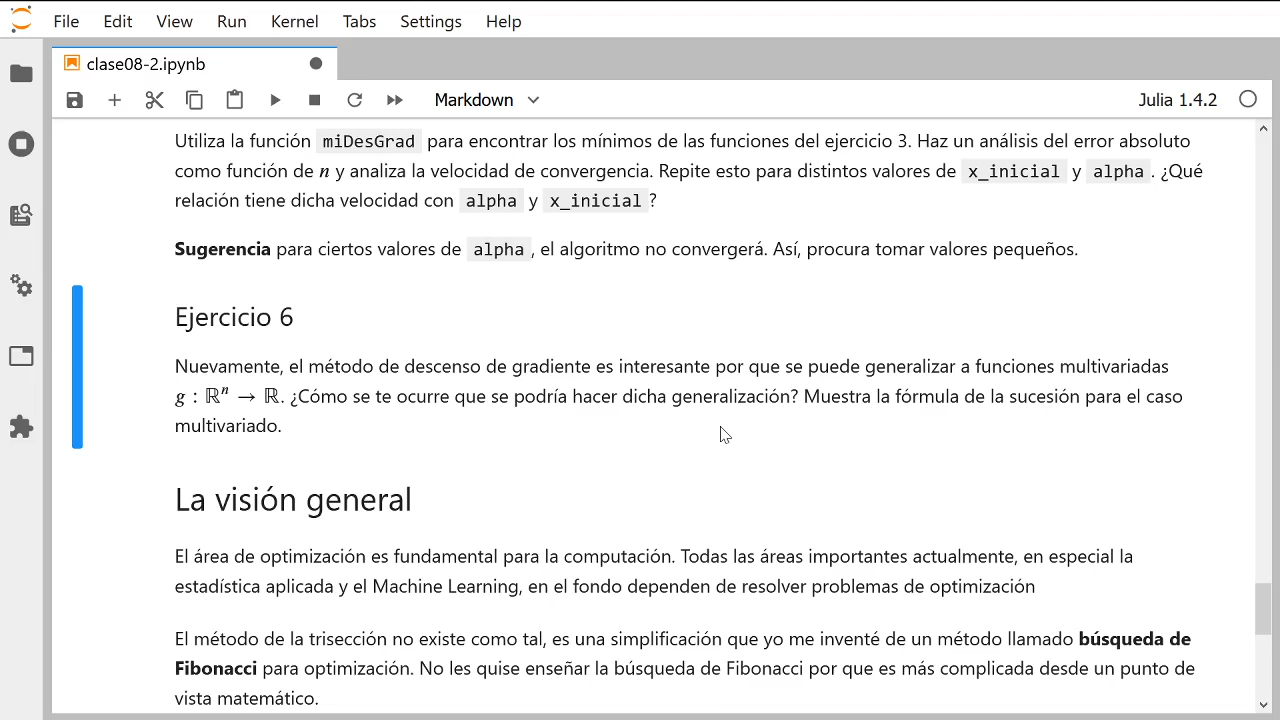 File Edit View Run Kernel Tabs Settings Help
clase08-2.ipynb
Markdown
Julia 1.4.2
Utiliza la función miDesGrad para encontrar los mínimos de las funciones del ejercicio 3. Haz un análisis del error absoluto
como función de n y analiza la velocidad de convergencia. Repite esto para distintos valores de x_inicial y alpha. ¿Qué
relación tiene dicha velocidad con alpha y x_inicial?
Sugerencia para ciertos valores de alpha, el algoritmo no convergerá. Así, procura tomar valores pequeños.
Ejercicio 6
Nuevamente, el método de descenso de gradiente es interesante por que se puede generalizar a funciones multivariadas
g : ℝⁿ → ℝ. ¿Cómo se te ocurre que se podría hacer dicha generalización? Muestra la fórmula de la sucesión para el caso
multivariado.
La visión general
El área de optimización es fundamental para la computación. Todas las áreas importantes actualmente, en especial la
estadística aplicada y el Machine Learning, en el fondo dependen de resolver problemas de optimización
El método de la trisección no existe como tal, es una simplificación que yo me inventé de un método llamado búsqueda de
Fibonacci para optimización. No les quise enseñar la búsqueda de Fibonacci por que es más complicada desde un punto de
vista matemático.